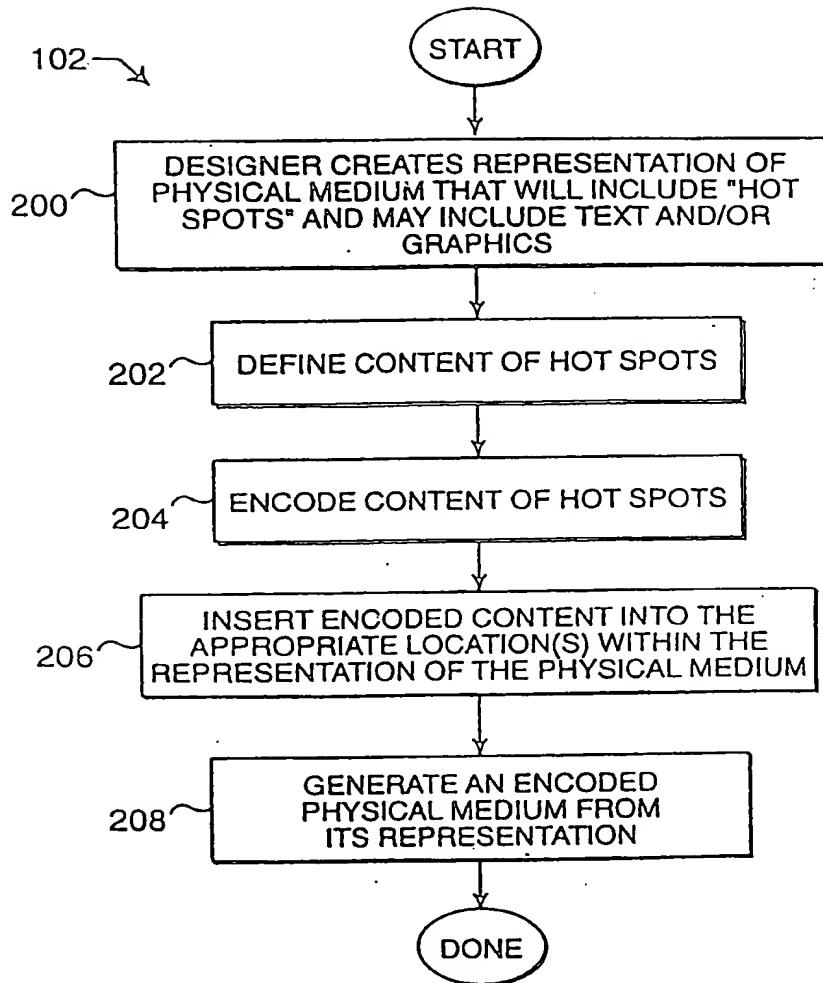 START
102
DESIGNER CREATES REPRESENTATION OF
PHYSICAL MEDIUM THAT WILL INCLUDE "HOT
SPOTS" AND MAY INCLUDE TEXT AND/OR
GRAPHICS
200
DEFINE CONTENT OF HOT SPOTS
202
ENCODE CONTENT OF HOT SPOTS
204
INSERT ENCODED CONTENT INTO THE
APPROPRIATE LOCATION(S) WITHIN THE
REPRESENTATION OF THE PHYSICAL MEDIUM
206
GENERATE AN ENCODED
PHYSICAL MEDIUM FROM
ITS REPRESENTATION
208
DONE